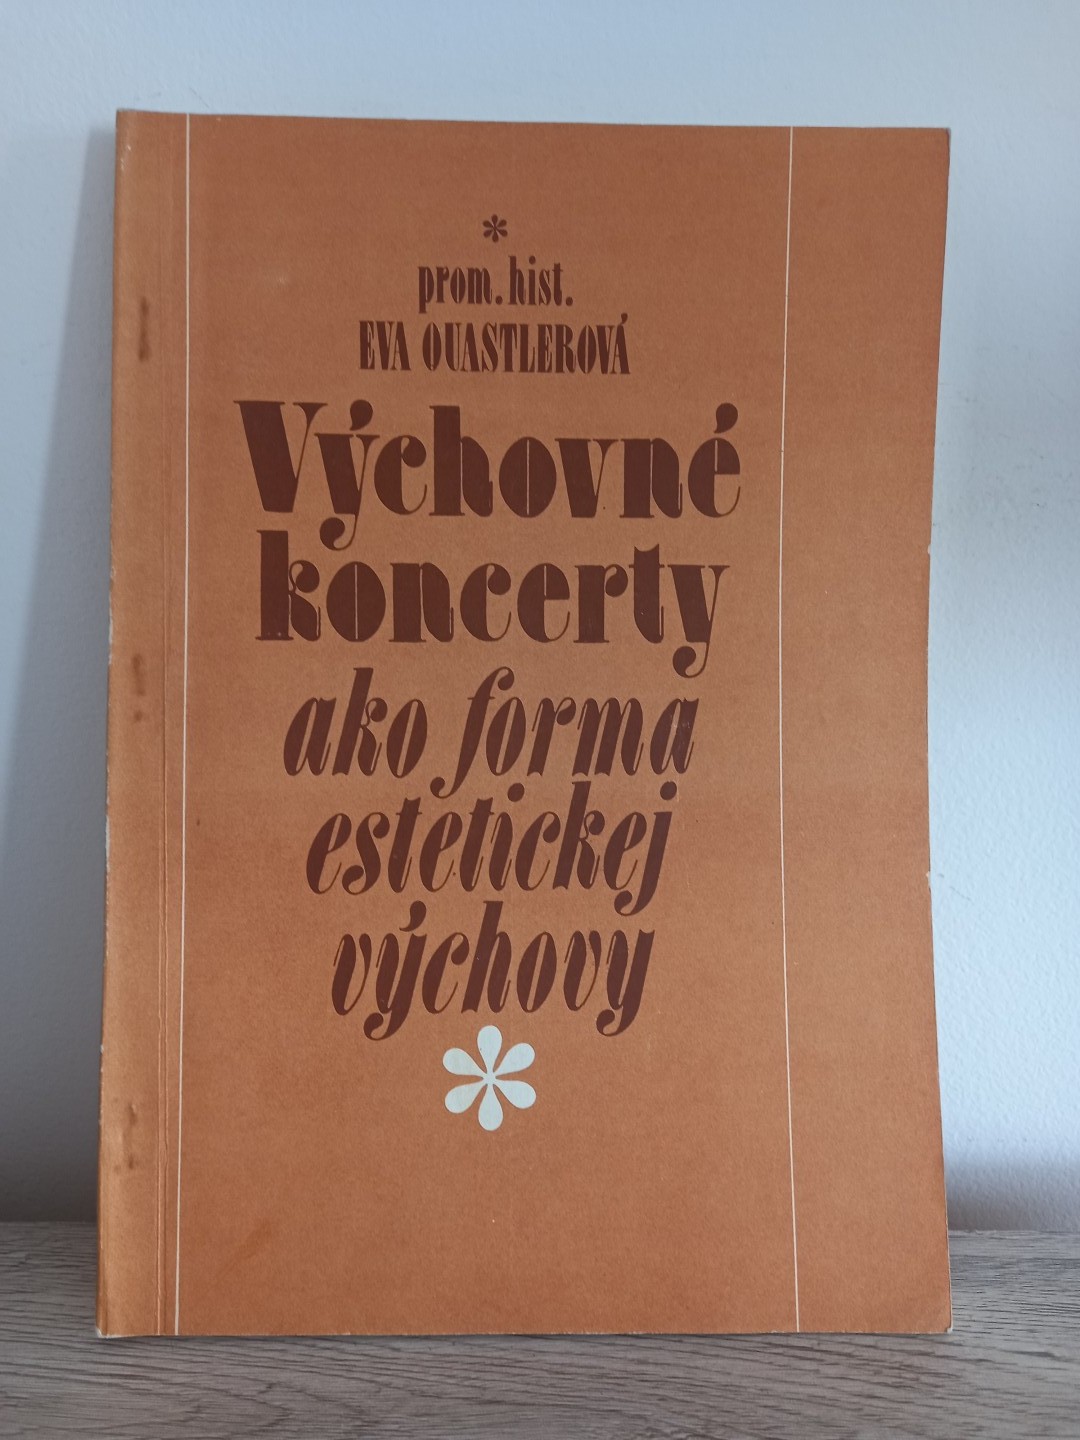 *
prom. hist.
EVA QUASTLEROVÁ
Výchovné
koncerty
ako forma
estetickej
výchovy
*